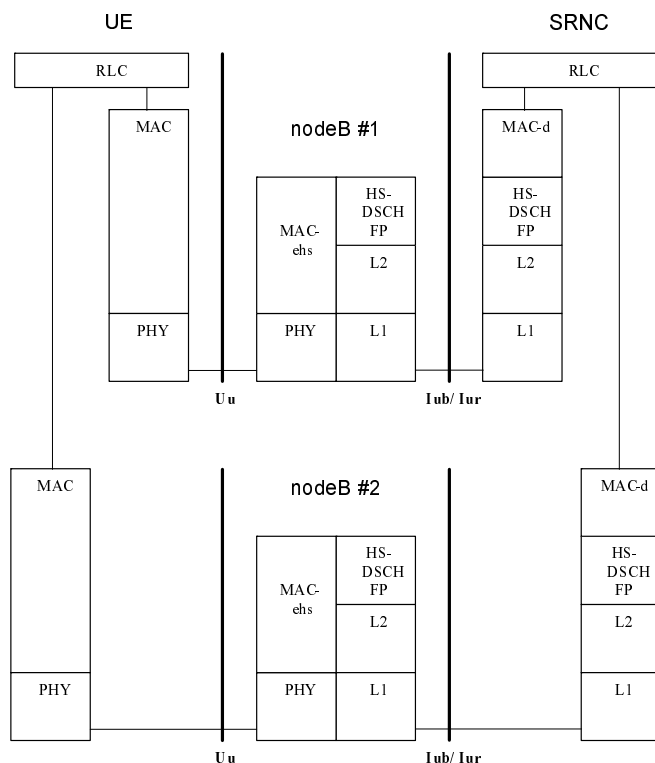 UE
SRNC
RLC
RLC
MAC
MAC-d
nodeB #1
MAC-
ehs
HS-
DSCH
FP
HS-
DSCH
FP
L2
L2
PHY
PHY
L1
L1
Uu
Iub/Iur
MAC
nodeB #2
MAC-d
MAC-
ehs
HS-
DSCH
FP
HS-
DSCH
FP
L2
L2
PHY
PHY
L1
L1
Uu
Iub/Iur